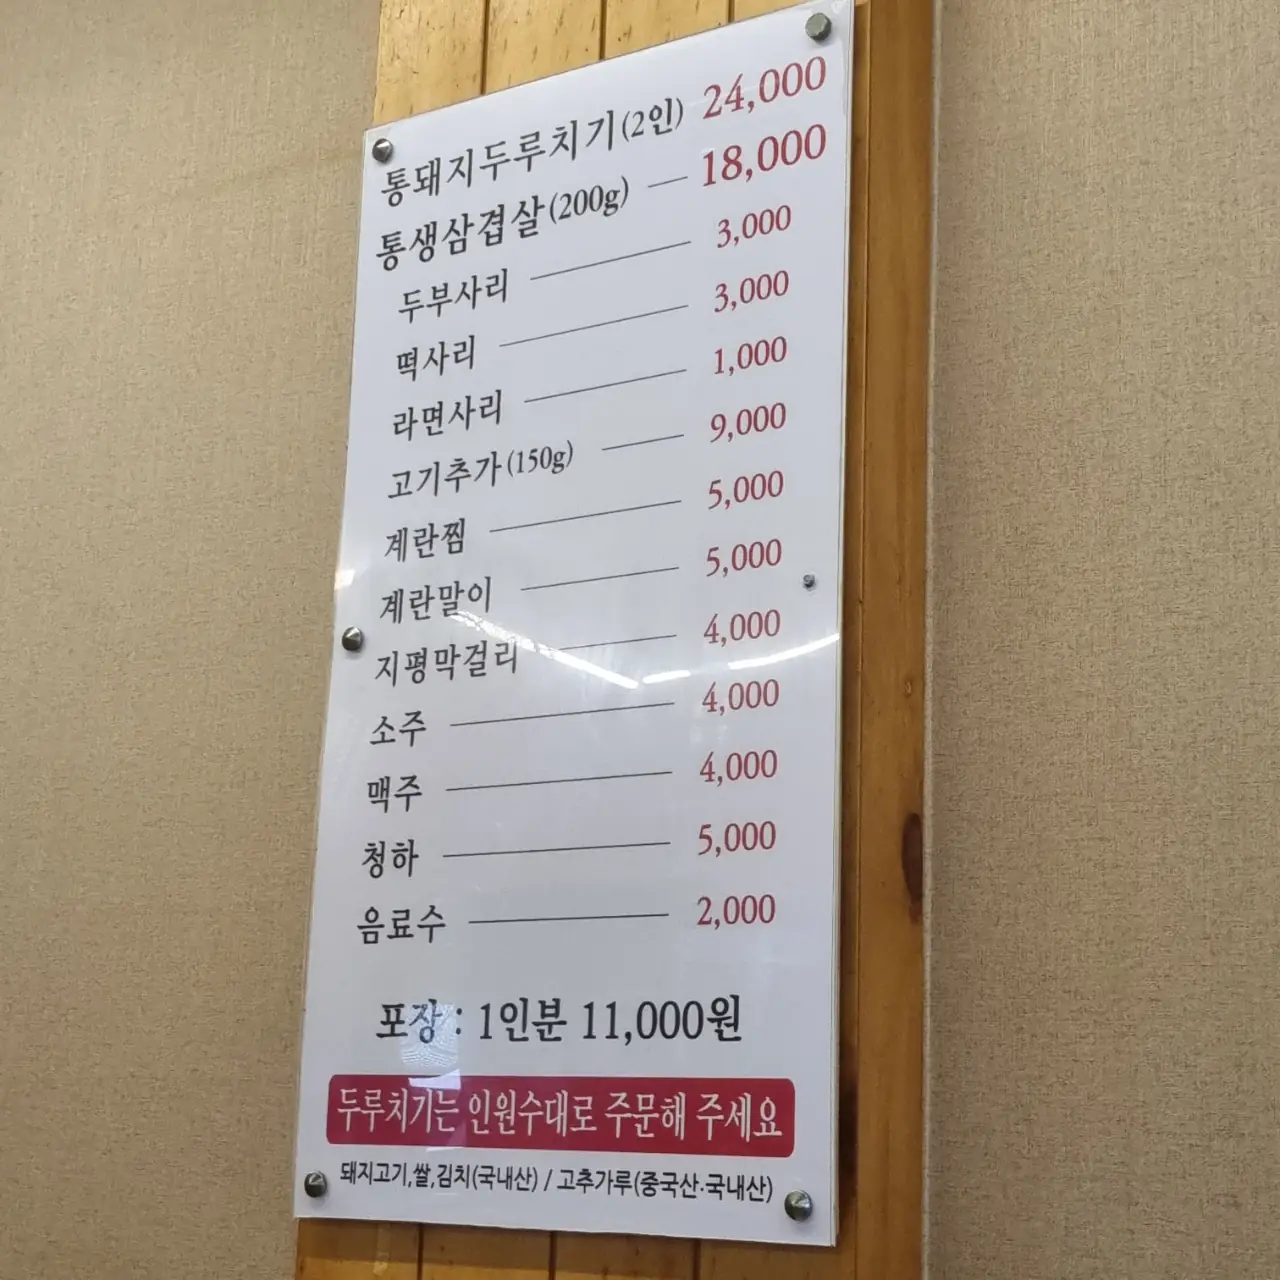 통돼지두루치기(2인) 24,000
통생삼겹살(200g) 18,000
두부사리 3,000
떡사리 3,000
라면사리 1,000
고기추가(150g) 9,000
계란찜 5,000
계란말이 5,000
지평막걸리 4,000
소주 4,000
맥주 4,000
청하 5,000
음료수 2,000
포장 : 1인분 11,000원
두루치기는 인원수대로 주문해 주세요
돼지고기,쌀,김치(국내산) / 고추가루(중국산·국내산)